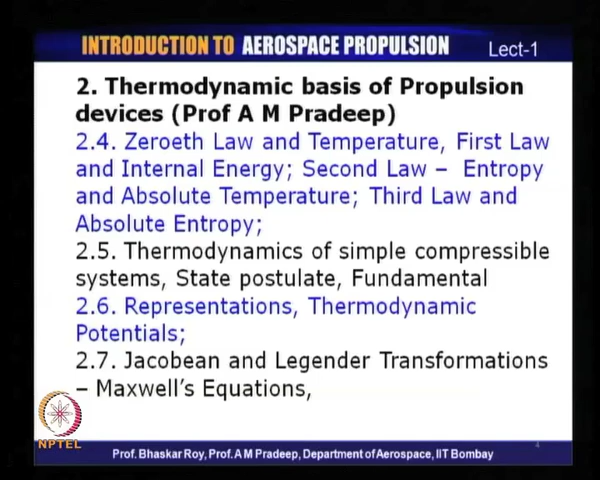 INTRODUCTION TO AEROSPACE PROPULSION Lect-1
2. Thermodynamic basis of Propulsion
devices (Prof A M Pradeep)
2.4. Zeroeth Law and Temperature, First Law
and Internal Energy; Second Law – Entropy
and Absolute Temperature; Third Law and
Absolute Entropy;
2.5. Thermodynamics of simple compressible
systems, State postulate, Fundamental
2.6. Representations, Thermodynamic
Potentials;
2.7. Jacobean and Legender Transformations
– Maxwell's Equations,
NPTEL
4
Prof. Bhaskar Roy, Prof. A M Pradeep, Department of Aerospace, IIT Bombay